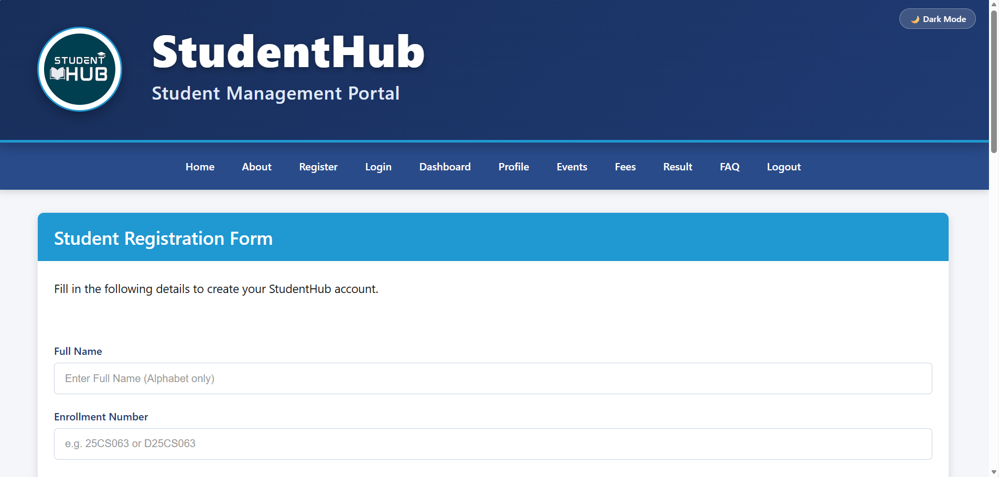 Dark Mode
STUDENT
HUB
StudentHub
Student Management Portal
Home About Register Login Dashboard Profile Events Fees Result FAQ Logout
Student Registration Form
Fill in the following details to create your StudentHub account.
Full Name
Enter Full Name (Alphabet only)
Enrollment Number
e.g. 25CS063 or D25CS063